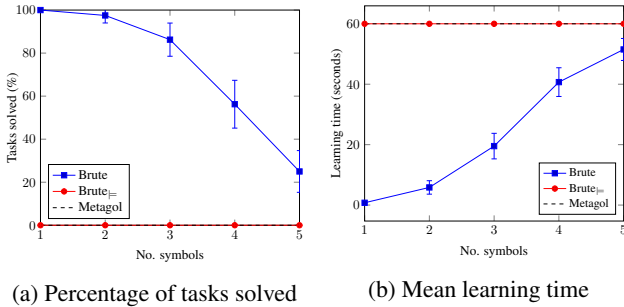 100
80
60
40
20
0
Tasks solved (%)
Brute
Brute|=
Metagol
1 2 3 4 5
No. symbols
(a) Percentage of tasks solved
60
40
20
0
Learning time (seconds)
Brute
Brute|=
Metagol
1 2 3 4 5
No. symbols
(b) Mean learning time